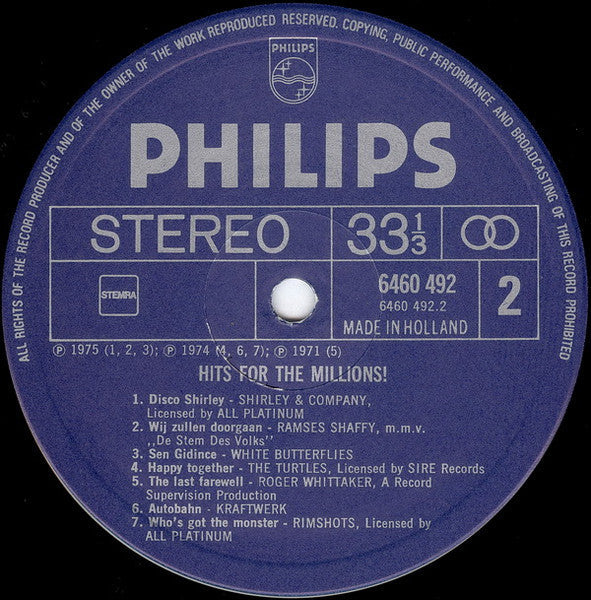 ALL RIGHTS OF THE RECORD PRODUCER AND OF THE OWNER OF THE WORK REPRODUCED RESERVED. COPYING, PUBLIC PERFORMANCE AND BROADCASTING OF THIS RECORD PROHIBITED
PHILIPS
PHILIPS
STEREO 33 1/3
STEMRA 6460 492 2
6460 492.2
MADE IN HOLLAND
Ⓟ 1975 (1, 2, 3); Ⓟ 1974 (4, 6, 7); Ⓟ 1971 (5)
HITS FOR THE MILLIONS!
1. Disco Shirley - SHIRLEY & COMPANY,
Licensed by ALL PLATINUM
2. Wij zullen doorgaan - RAMSES SHAFFY, m.m.v.
,,De Stem Des Volks''
3. Sen Gidince - WHITE BUTTERFLIES
4. Happy together - THE TURTLES, Licensed by SIRE Records
5. The last farewell - ROGER WHITTAKER, A Record
Supervision Production
6. Autobahn - KRAFTWERK
7. Who's got the monster - RIMSHOTS, Licensed by
ALL PLATINUM